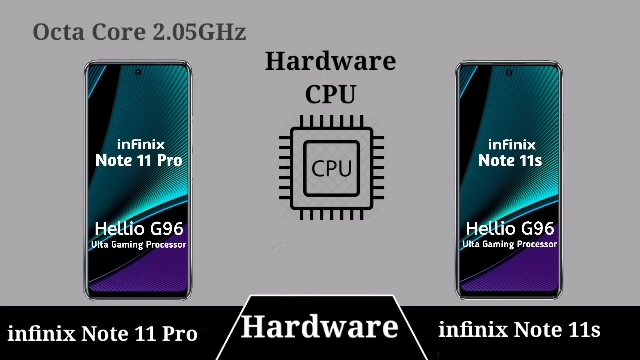 Octa Core 2.05GHz
Hardware
CPU
CPU
infinix
Note 11 Pro
Hellio G96
Ulta Gaming Processor
infinix
Note 11s
Hellio G96
Ulta Gaming Processor
infinix Note 11 Pro
Hardware
infinix Note 11s